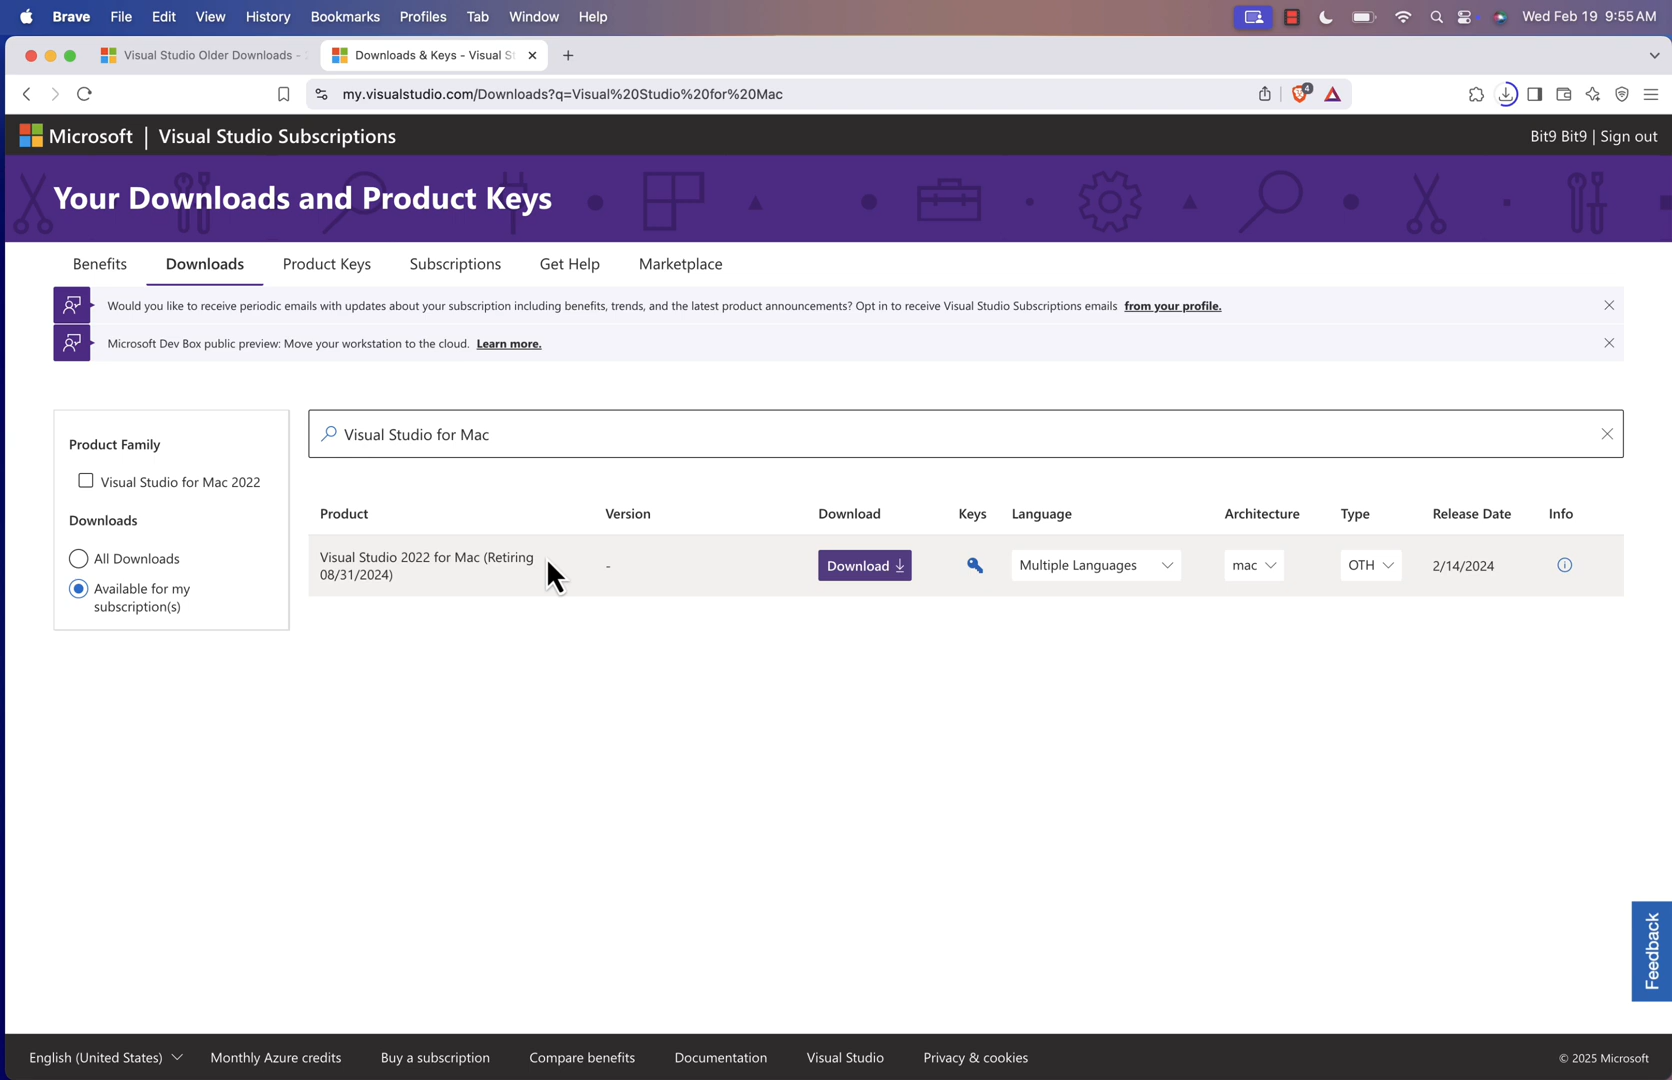 Brave File Edit View History Bookmarks Profiles Tab Window Help Wed Feb 19 9:55 AM
Visual Studio Older Downloads - Downloads & Keys - Visual S
my.visualstudio.com/Downloads?q=Visual%20Studio%20for%20Mac 4
Microsoft | Visual Studio Subscriptions Bit9 Bit9 | Sign out
Your Downloads and Product Keys
Benefits Downloads Product Keys Subscriptions Get Help Marketplace
Would you like to receive periodic emails with updates about your subscription including benefits, trends, and the latest product announcements? Opt in to receive Visual Studio Subscriptions emails from your profile.
Microsoft Dev Box public preview: Move your workstation to the cloud. Learn more.
Product Family
Visual Studio for Mac 2022
Downloads
All Downloads
Available for my
subscription(s)
Visual Studio for Mac
Product Version Download Keys Language Architecture Type Release Date Info
Visual Studio 2022 for Mac (Retiring
08/31/2024)
- Download Multiple Languages mac OTH 2/14/2024
Feedback
English (United States) Monthly Azure credits Buy a subscription Compare benefits Documentation Visual Studio Privacy & cookies © 2025 Microsoft